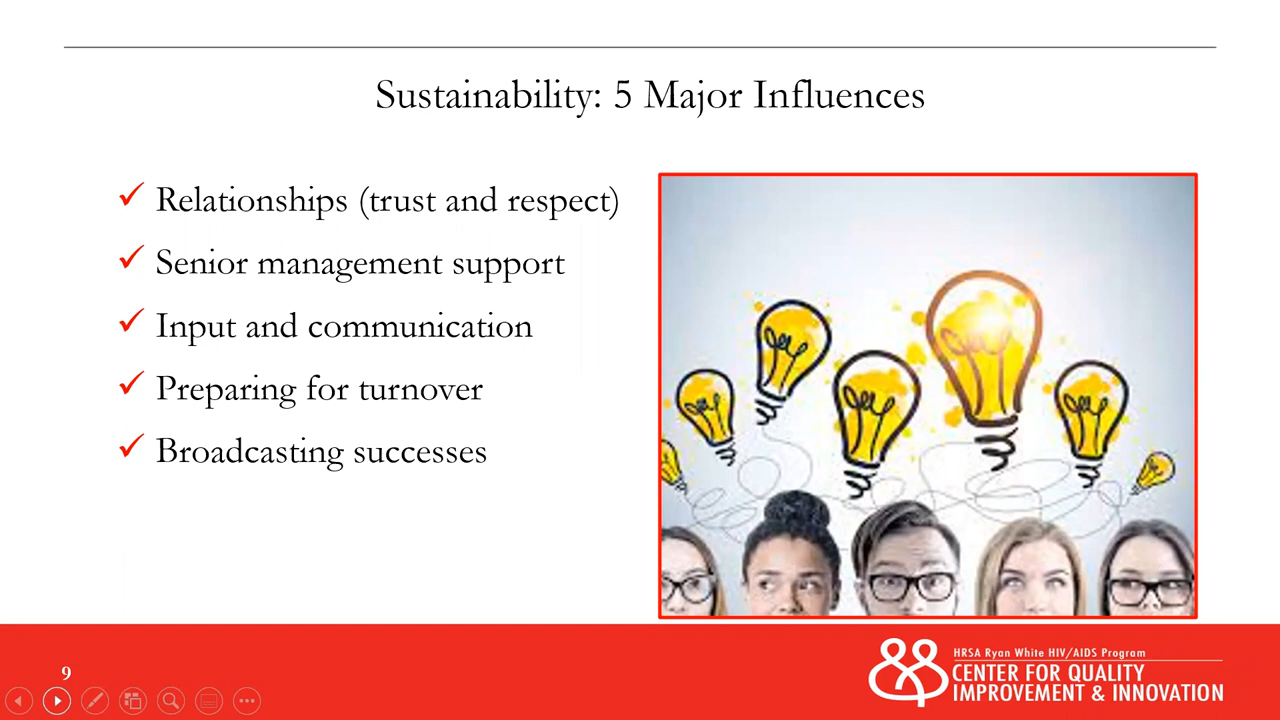 Sustainability: 5 Major Influences
Relationships (trust and respect)
Senior management support
Input and communication
Preparing for turnover
Broadcasting successes
9
HRSA Ryan White HIV/AIDS Program
CENTER FOR QUALITY
IMPROVEMENT & INNOVATION